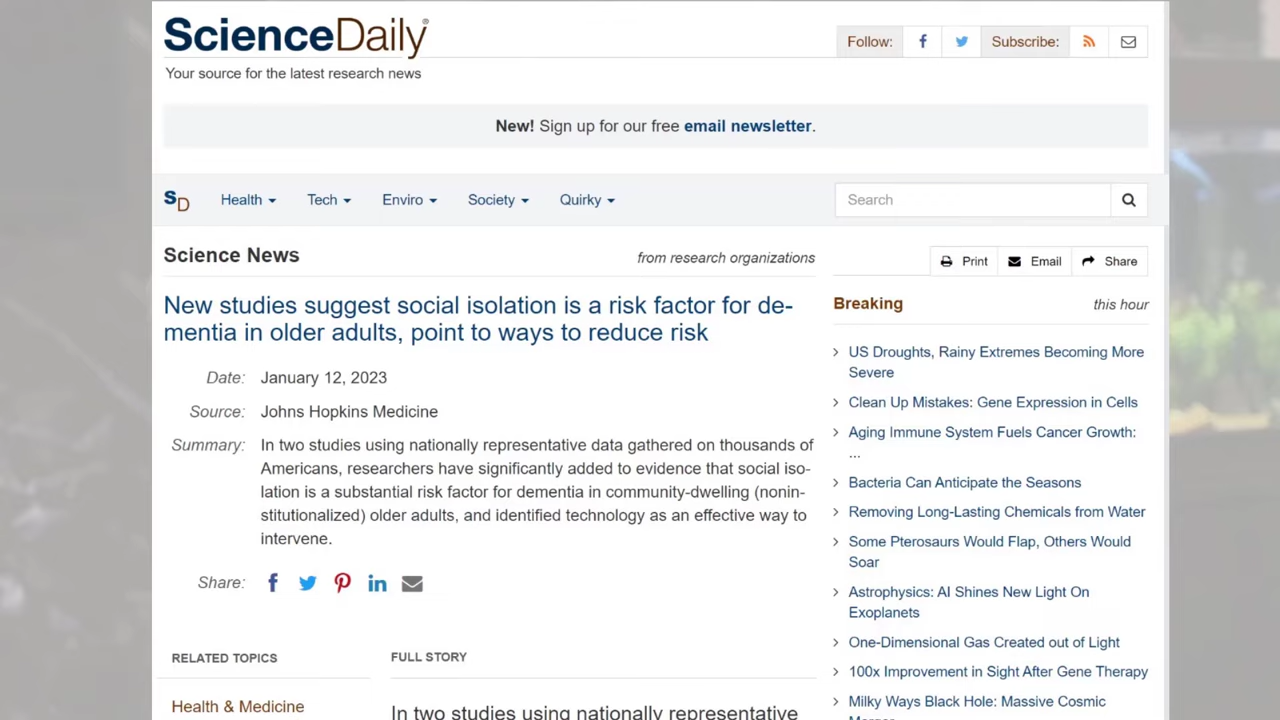 ScienceDaily®
Your source for the latest research news
Follow:
Subscribe:
New! Sign up for our free email newsletter.
SD
Health
Tech
Enviro
Society
Quirky
Search
Science News
from research organizations
New studies suggest social isolation is a risk factor for de-
mentia in older adults, point to ways to reduce risk
Date: January 12, 2023
Source: Johns Hopkins Medicine
Summary: In two studies using nationally representative data gathered on thousands of
Americans, researchers have significantly added to evidence that social iso-
lation is a substantial risk factor for dementia in community-dwelling (nonin-
stitutionalized) older adults, and identified technology as an effective way to
intervene.
Share:
RELATED TOPICS
Health & Medicine
FULL STORY
In two studies using nationally representative
Print
Email
Share
Breaking
this hour
US Droughts, Rainy Extremes Becoming More
Severe
Clean Up Mistakes: Gene Expression in Cells
Aging Immune System Fuels Cancer Growth:
...
Bacteria Can Anticipate the Seasons
Removing Long-Lasting Chemicals from Water
Some Pterosaurs Would Flap, Others Would
Soar
Astrophysics: AI Shines New Light On
Exoplanets
One-Dimensional Gas Created out of Light
100x Improvement in Sight After Gene Therapy
Milky Ways Black Hole: Massive Cosmic